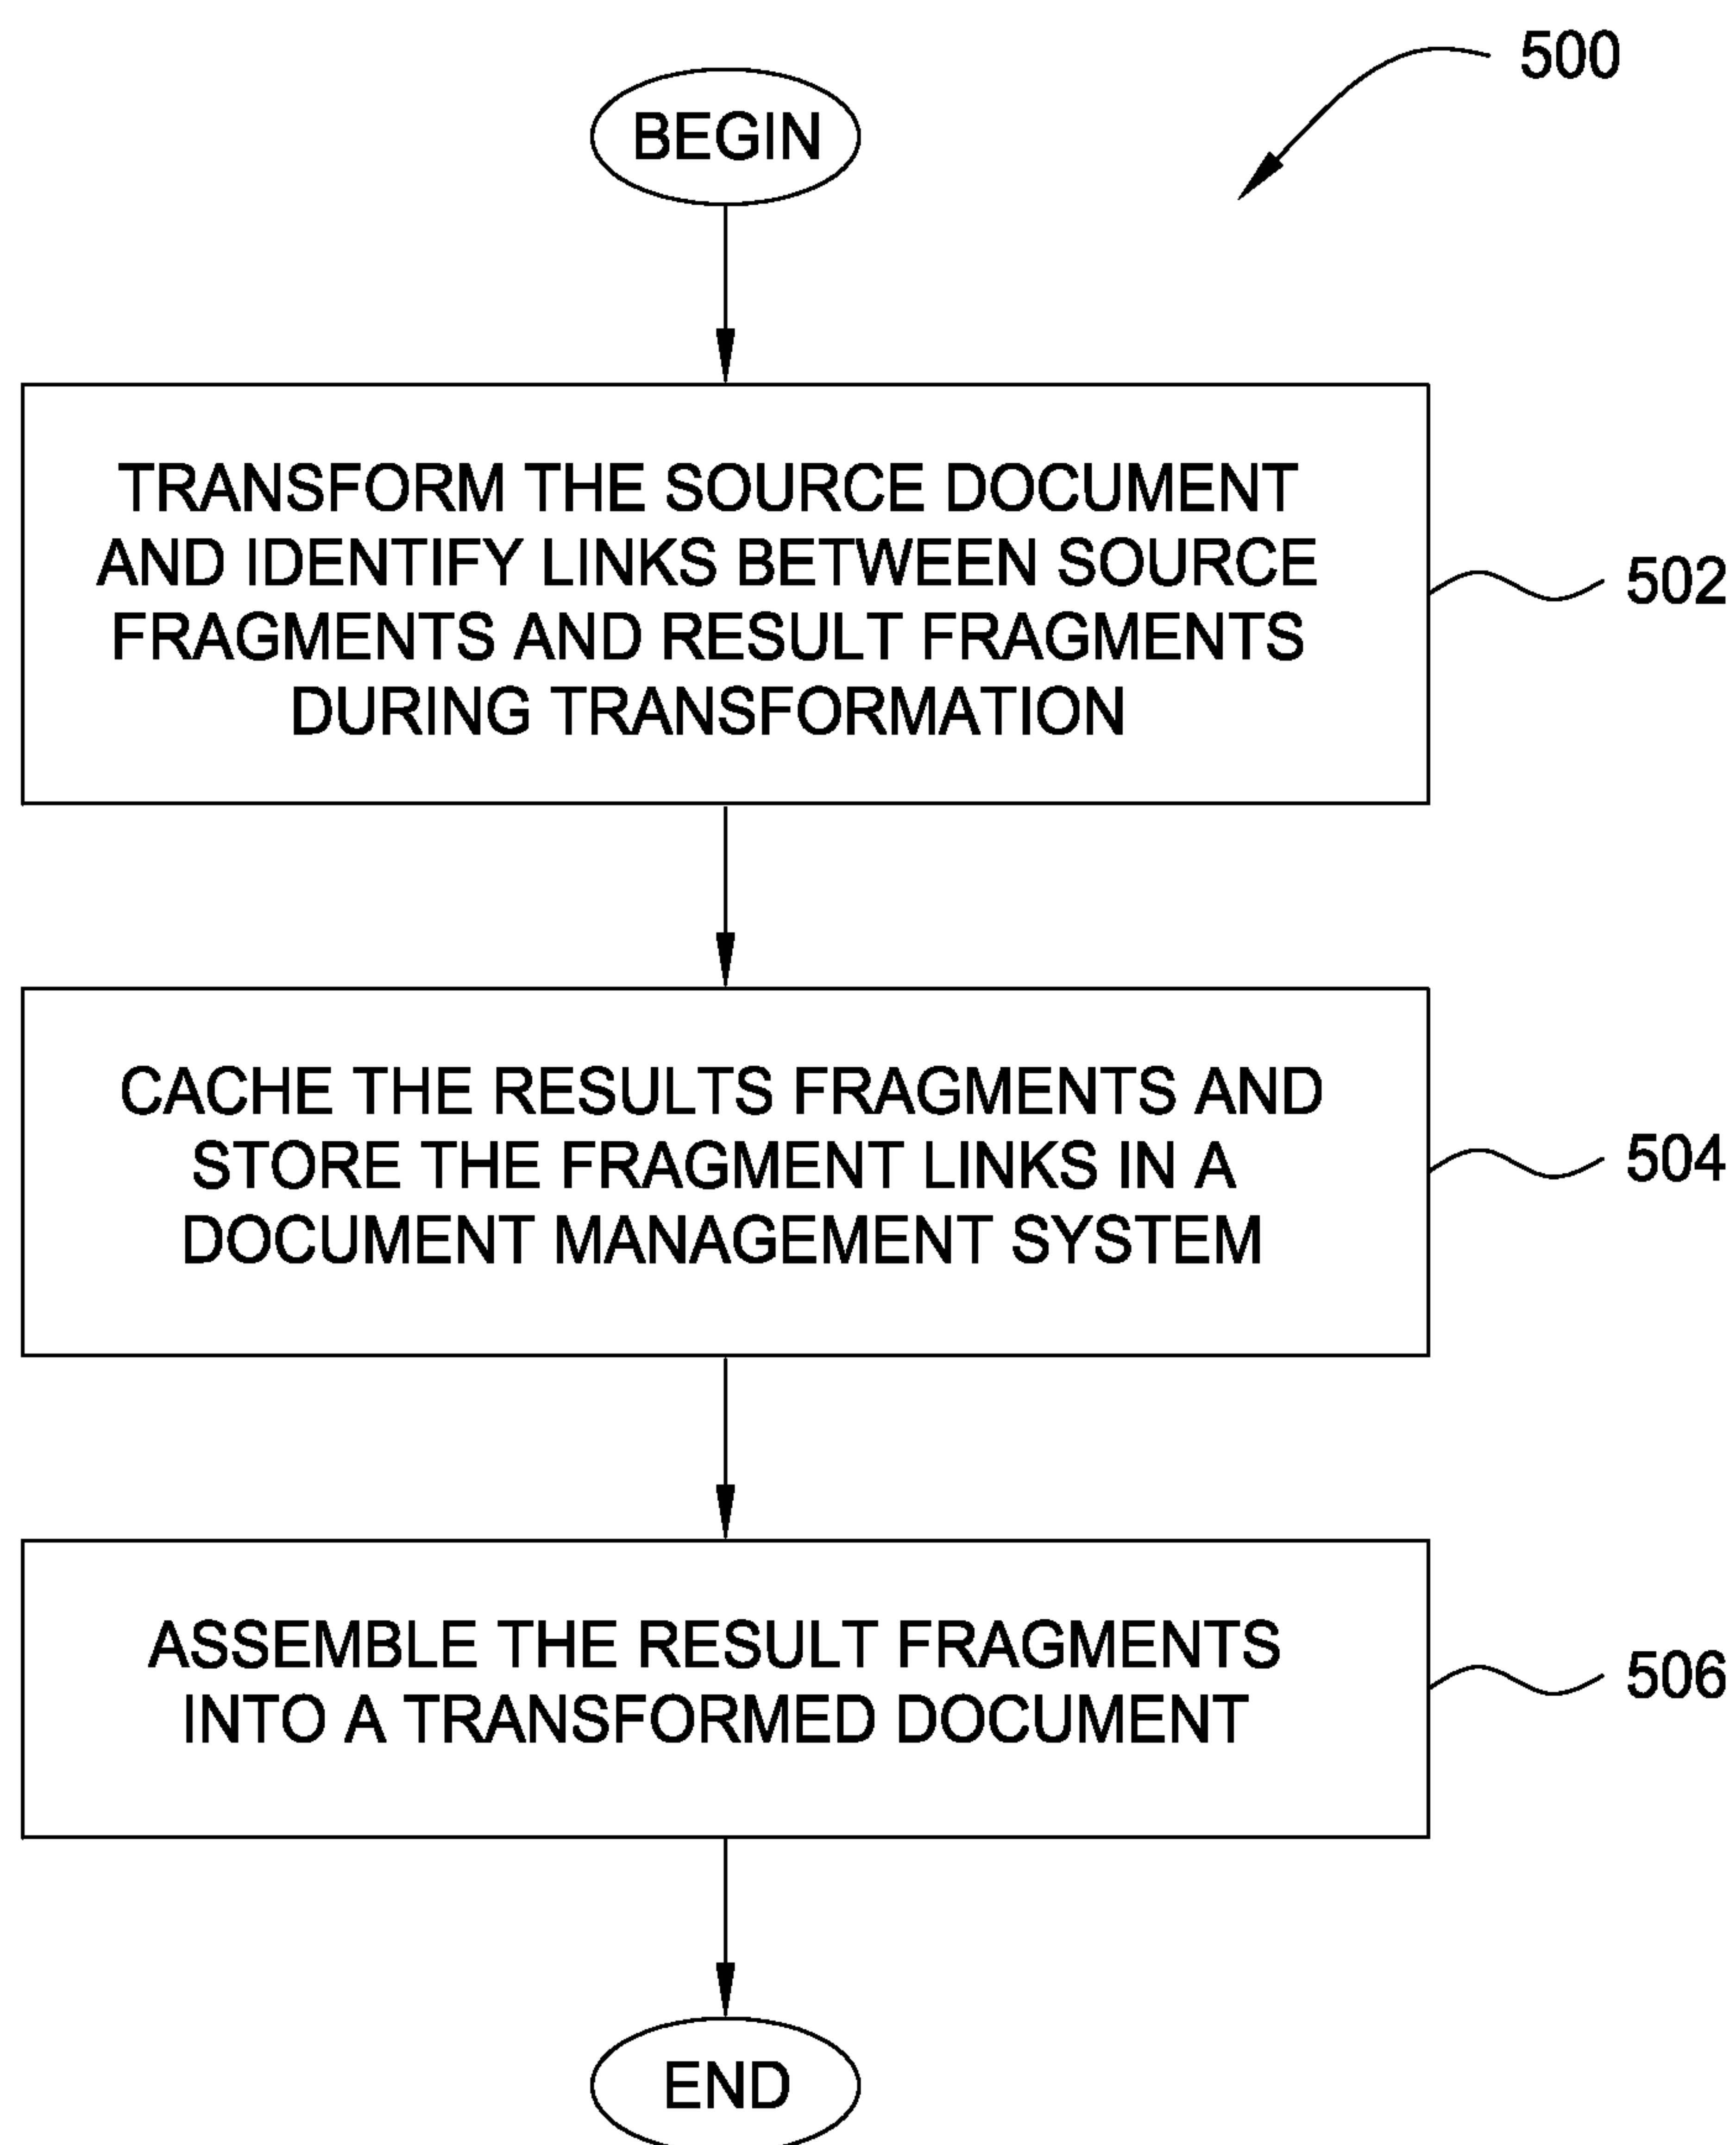 500
BEGIN
TRANSFORM THE SOURCE DOCUMENT
AND IDENTIFY LINKS BETWEEN SOURCE
FRAGMENTS AND RESULT FRAGMENTS
DURING TRANSFORMATION
502
CACHE THE RESULTS FRAGMENTS AND
STORE THE FRAGMENT LINKS IN A
DOCUMENT MANAGEMENT SYSTEM
504
ASSEMBLE THE RESULT FRAGMENTS
INTO A TRANSFORMED DOCUMENT
506
END